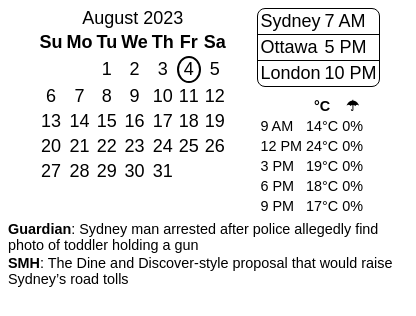 August 2023
Su Mo Tu We Th Fr Sa
1 2 3 4 5
6 7 8 9 10 11 12
13 14 15 16 17 18 19
20 21 22 23 24 25 26
27 28 29 30 31
Sydney 7 AM
Ottawa 5 PM
London 10 PM
°C ☂
9 AM 14°C 0%
12 PM 24°C 0%
3 PM 19°C 0%
6 PM 18°C 0%
9 PM 17°C 0%
Guardian: Sydney man arrested after police allegedly find
photo of toddler holding a gun
SMH: The Dine and Discover-style proposal that would raise
Sydney’s road tolls